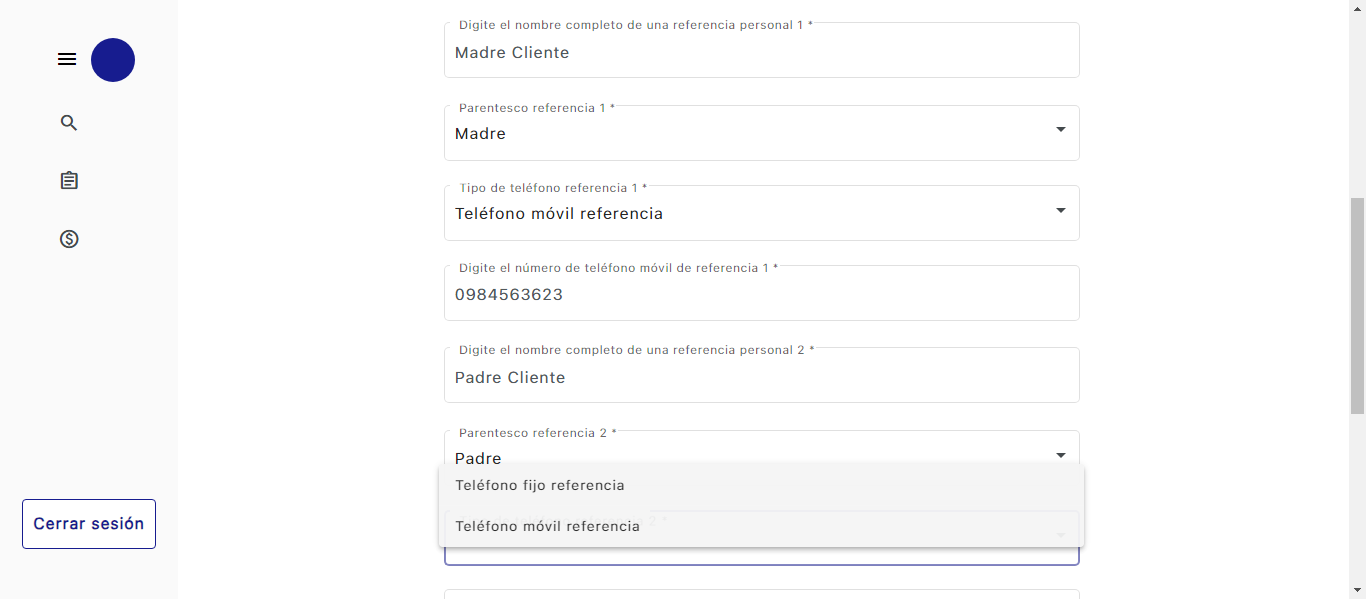 Digite el nombre completo de una referencia personal 1 *
Madre Cliente
Parentesco referencia 1 *
Madre
Tipo de teléfono referencia 1 *
Teléfono móvil referencia
Digite el número de teléfono móvil de referencia 1 *
0984563623
Digite el nombre completo de una referencia personal 2 *
Padre Cliente
Parentesco referencia 2 *
Padre
Teléfono fijo referencia
Teléfono móvil referencia
Cerrar sesión